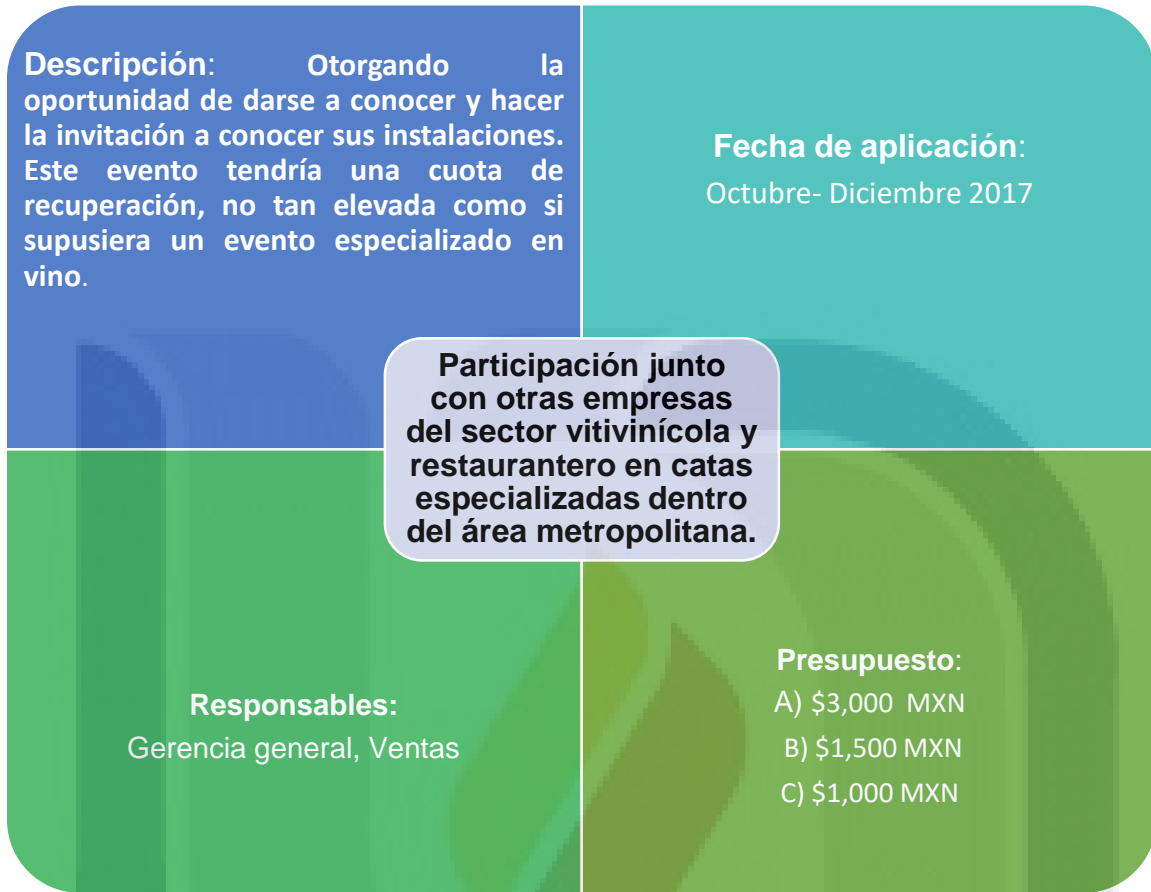 Descripción: Otorgando la
oportunidad de darse a conocer y hacer
la invitación a conocer sus instalaciones.
Este evento tendría una cuota de
recuperación, no tan elevada como si
supusiera un evento especializado en
vino.
Fecha de aplicación:
Octubre- Diciembre 2017
Participación junto
con otras empresas
del sector vitivinícola y
restaurantero en catas
especializadas dentro
del área metropolitana.
Responsables:
Gerencia general, Ventas
Presupuesto:
A) $3,000 MXN
B) $1,500 MXN
C) $1,000 MXN